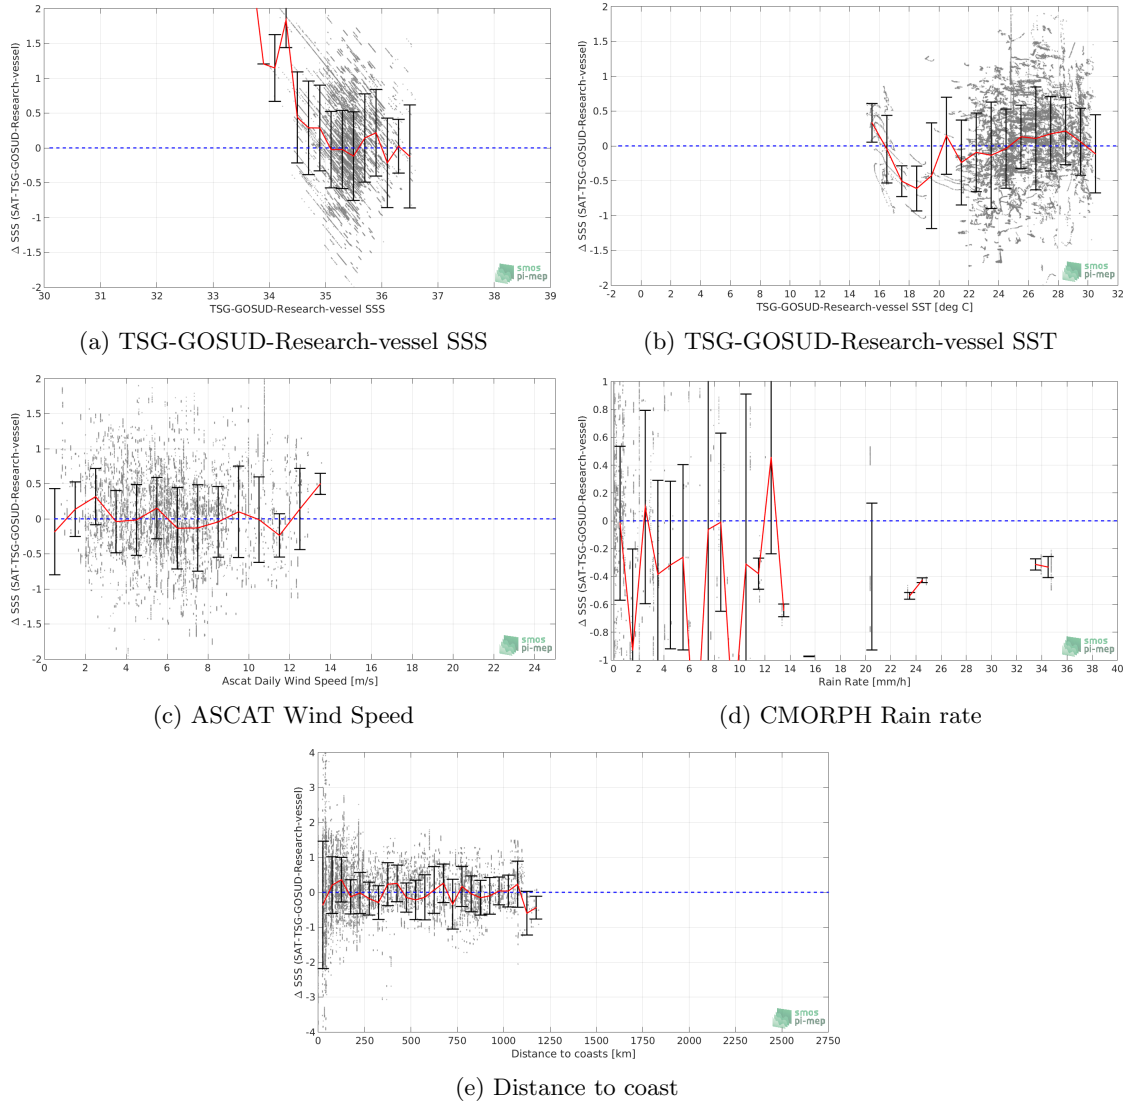 Δ SSS (SAT-TSG-GOSUD-Research-vessel)
2
1.5
1
0.5
0
-0.5
-1
-1.5
-2
30 31 32 33 34 35 36 37 38 39
TSG-GOSUD-Research-vessel SSS
smos
pi-mep
(a) TSG-GOSUD-Research-vessel SSS
Δ SSS (SAT-TSG-GOSUD-Research-vessel)
2
1.5
1
0.5
0
-0.5
-1
-1.5
-2
-2 0 2 4 6 8 10 12 14 16 18 20 22 24 26 28 30 32
TSG-GOSUD-Research-vessel SST [deg C]
smos
pi-mep
(b) TSG-GOSUD-Research-vessel SST
Δ SSS (SAT-TSG-GOSUD-Research-vessel)
2
1.5
1
0.5
0
-0.5
-1
-1.5
-2
0 2 4 6 8 10 12 14 16 18 20 22 24
Ascat Daily Wind Speed [m/s]
smos
pi-mep
(c) ASCAT Wind Speed
Δ SSS (SAT-TSG-GOSUD-Research-vessel)
1
0.8
0.6
0.4
0.2
0
-0.2
-0.4
-0.6
-0.8
-1
0 2 4 6 8 10 12 14 16 18 20 22 24 26 28 30 32 34 36 38 40
Rain Rate [mm/h]
smos
pi-mep
(d) CMORPH Rain rate
Δ SSS (SAT-TSG-GOSUD-Research-vessel)
4
3
2
1
0
-1
-2
-3
-4
0 250 500 750 1000 1250 1500 1750 2000 2250 2500 2750
Distance to coasts [km]
smos
pi-mep
(e) Distance to coast